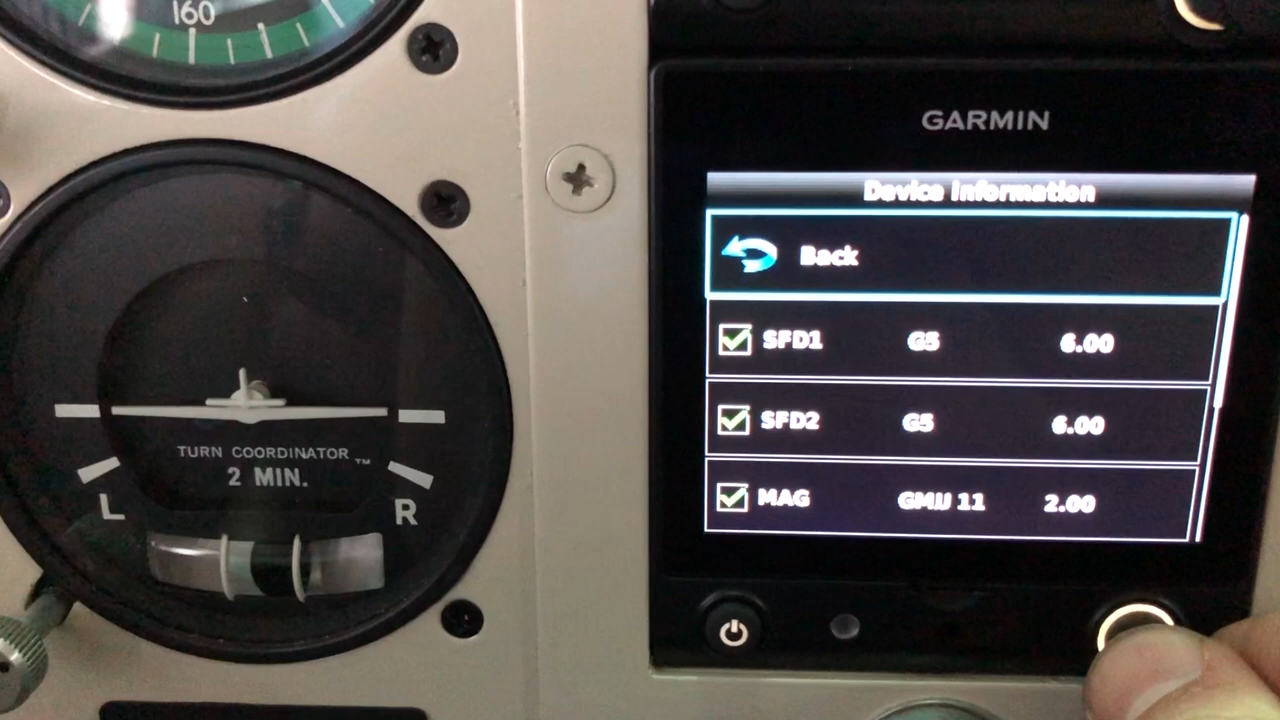 160
TURN COORDINATOR ™
2 MIN.
L R
GARMIN
Device Information
Back
SFD1 G5 6.00
SFD2 G5 6.00
MAG GMU 11 2.00